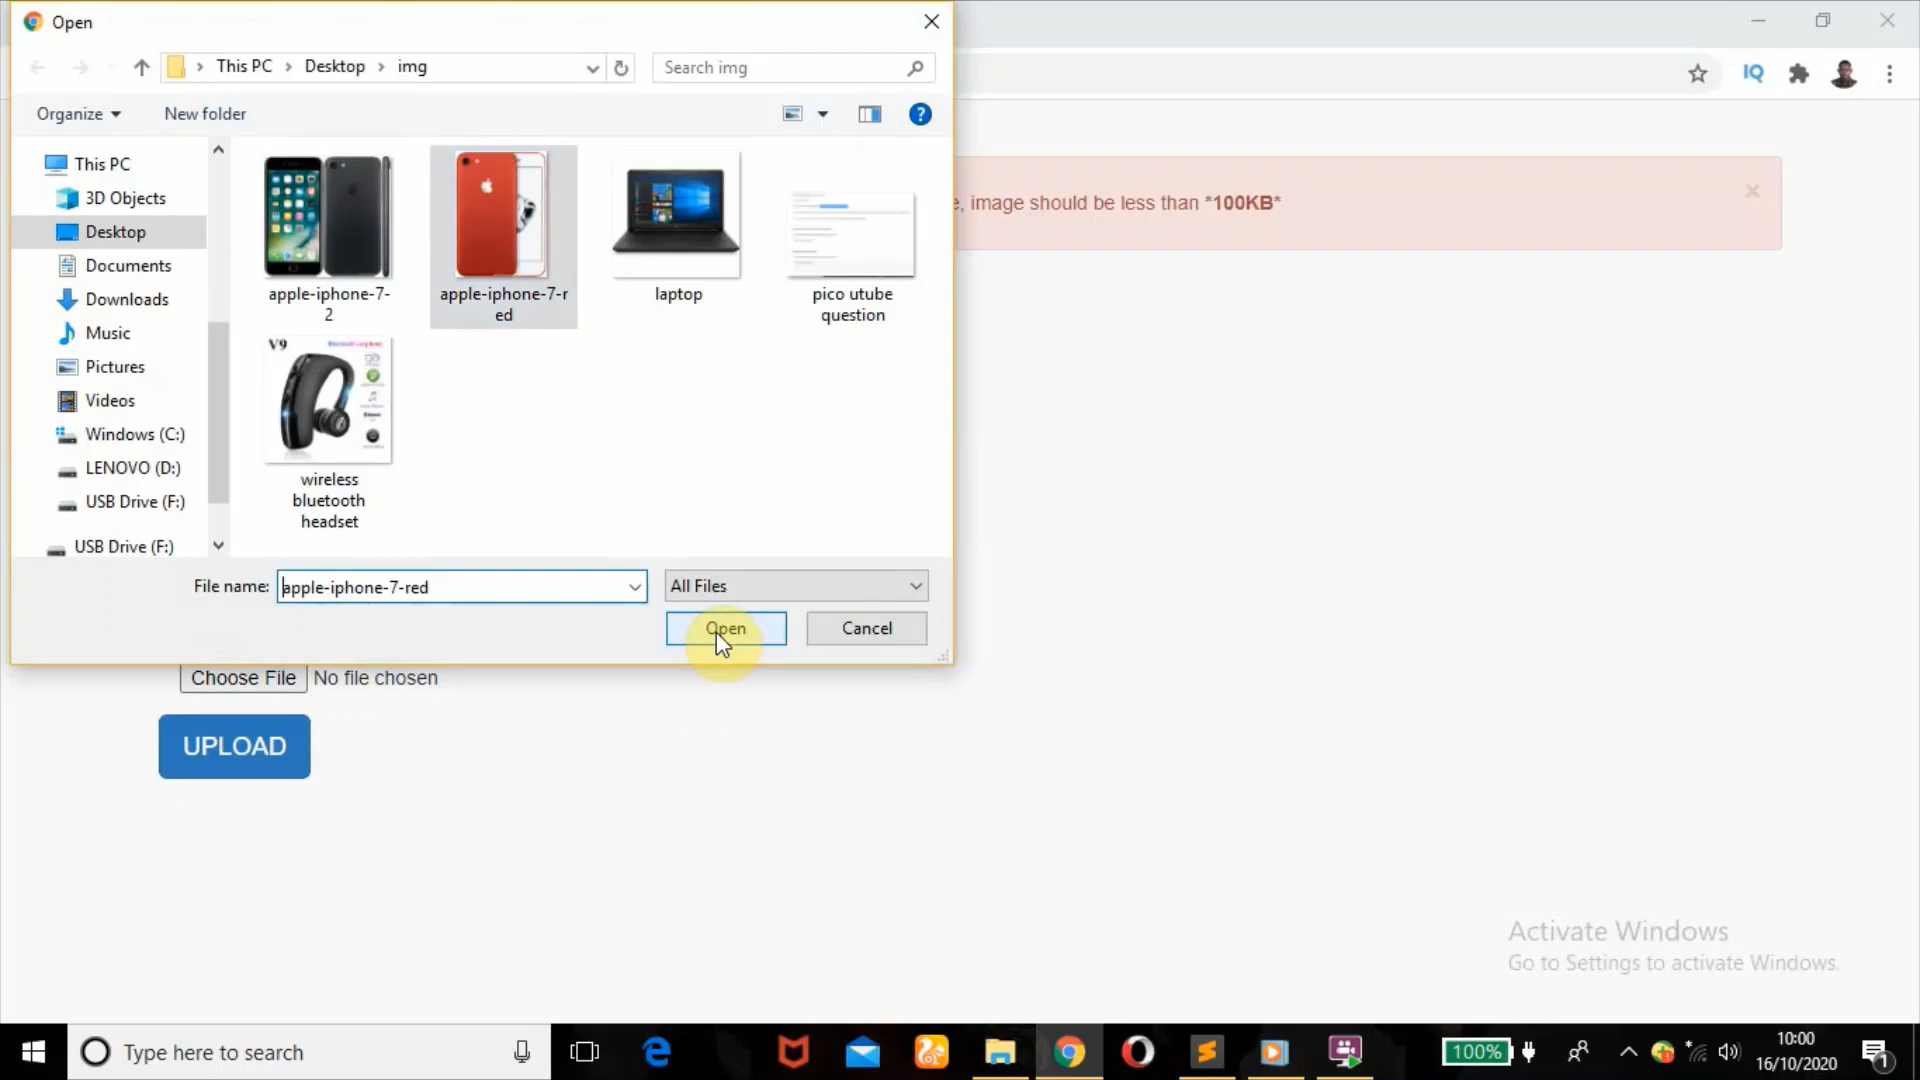 Open
This PC > Desktop > img
Search img
Organize
New folder
This PC
3D Objects
Desktop
Documents
Downloads
Music
Pictures
Videos
Windows (C:)
LENOVO (D:)
USB Drive (F:)
USB Drive (F:)
apple-iphone-7-
2
apple-iphone-7-r
ed
laptop
pico utube
question
V9
wireless
bluetooth
headset
File name: apple-iphone-7-red
All Files
Open
Cancel
IQ
, image should be less than *100KB*
×
Choose File No file chosen
UPLOAD
Activate Windows
Go to Settings to activate Windows.
Type here to search
100%
10:00
16/10/2020
1